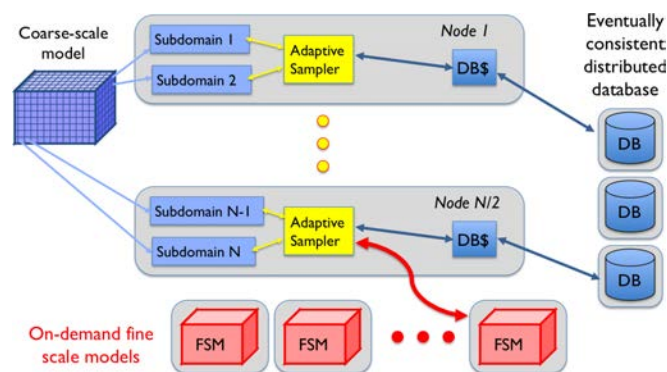 Coarse-scale
model
Subdomain 1
Subdomain 2
Adaptive
Sampler
Node 1
DB$
Eventually
consistent
distributed
database
DB
DB
DB
Subdomain N-1
Subdomain N
Adaptive
Sampler
Node N/2
DB$
On-demand fine
scale models
FSM
FSM
FSM